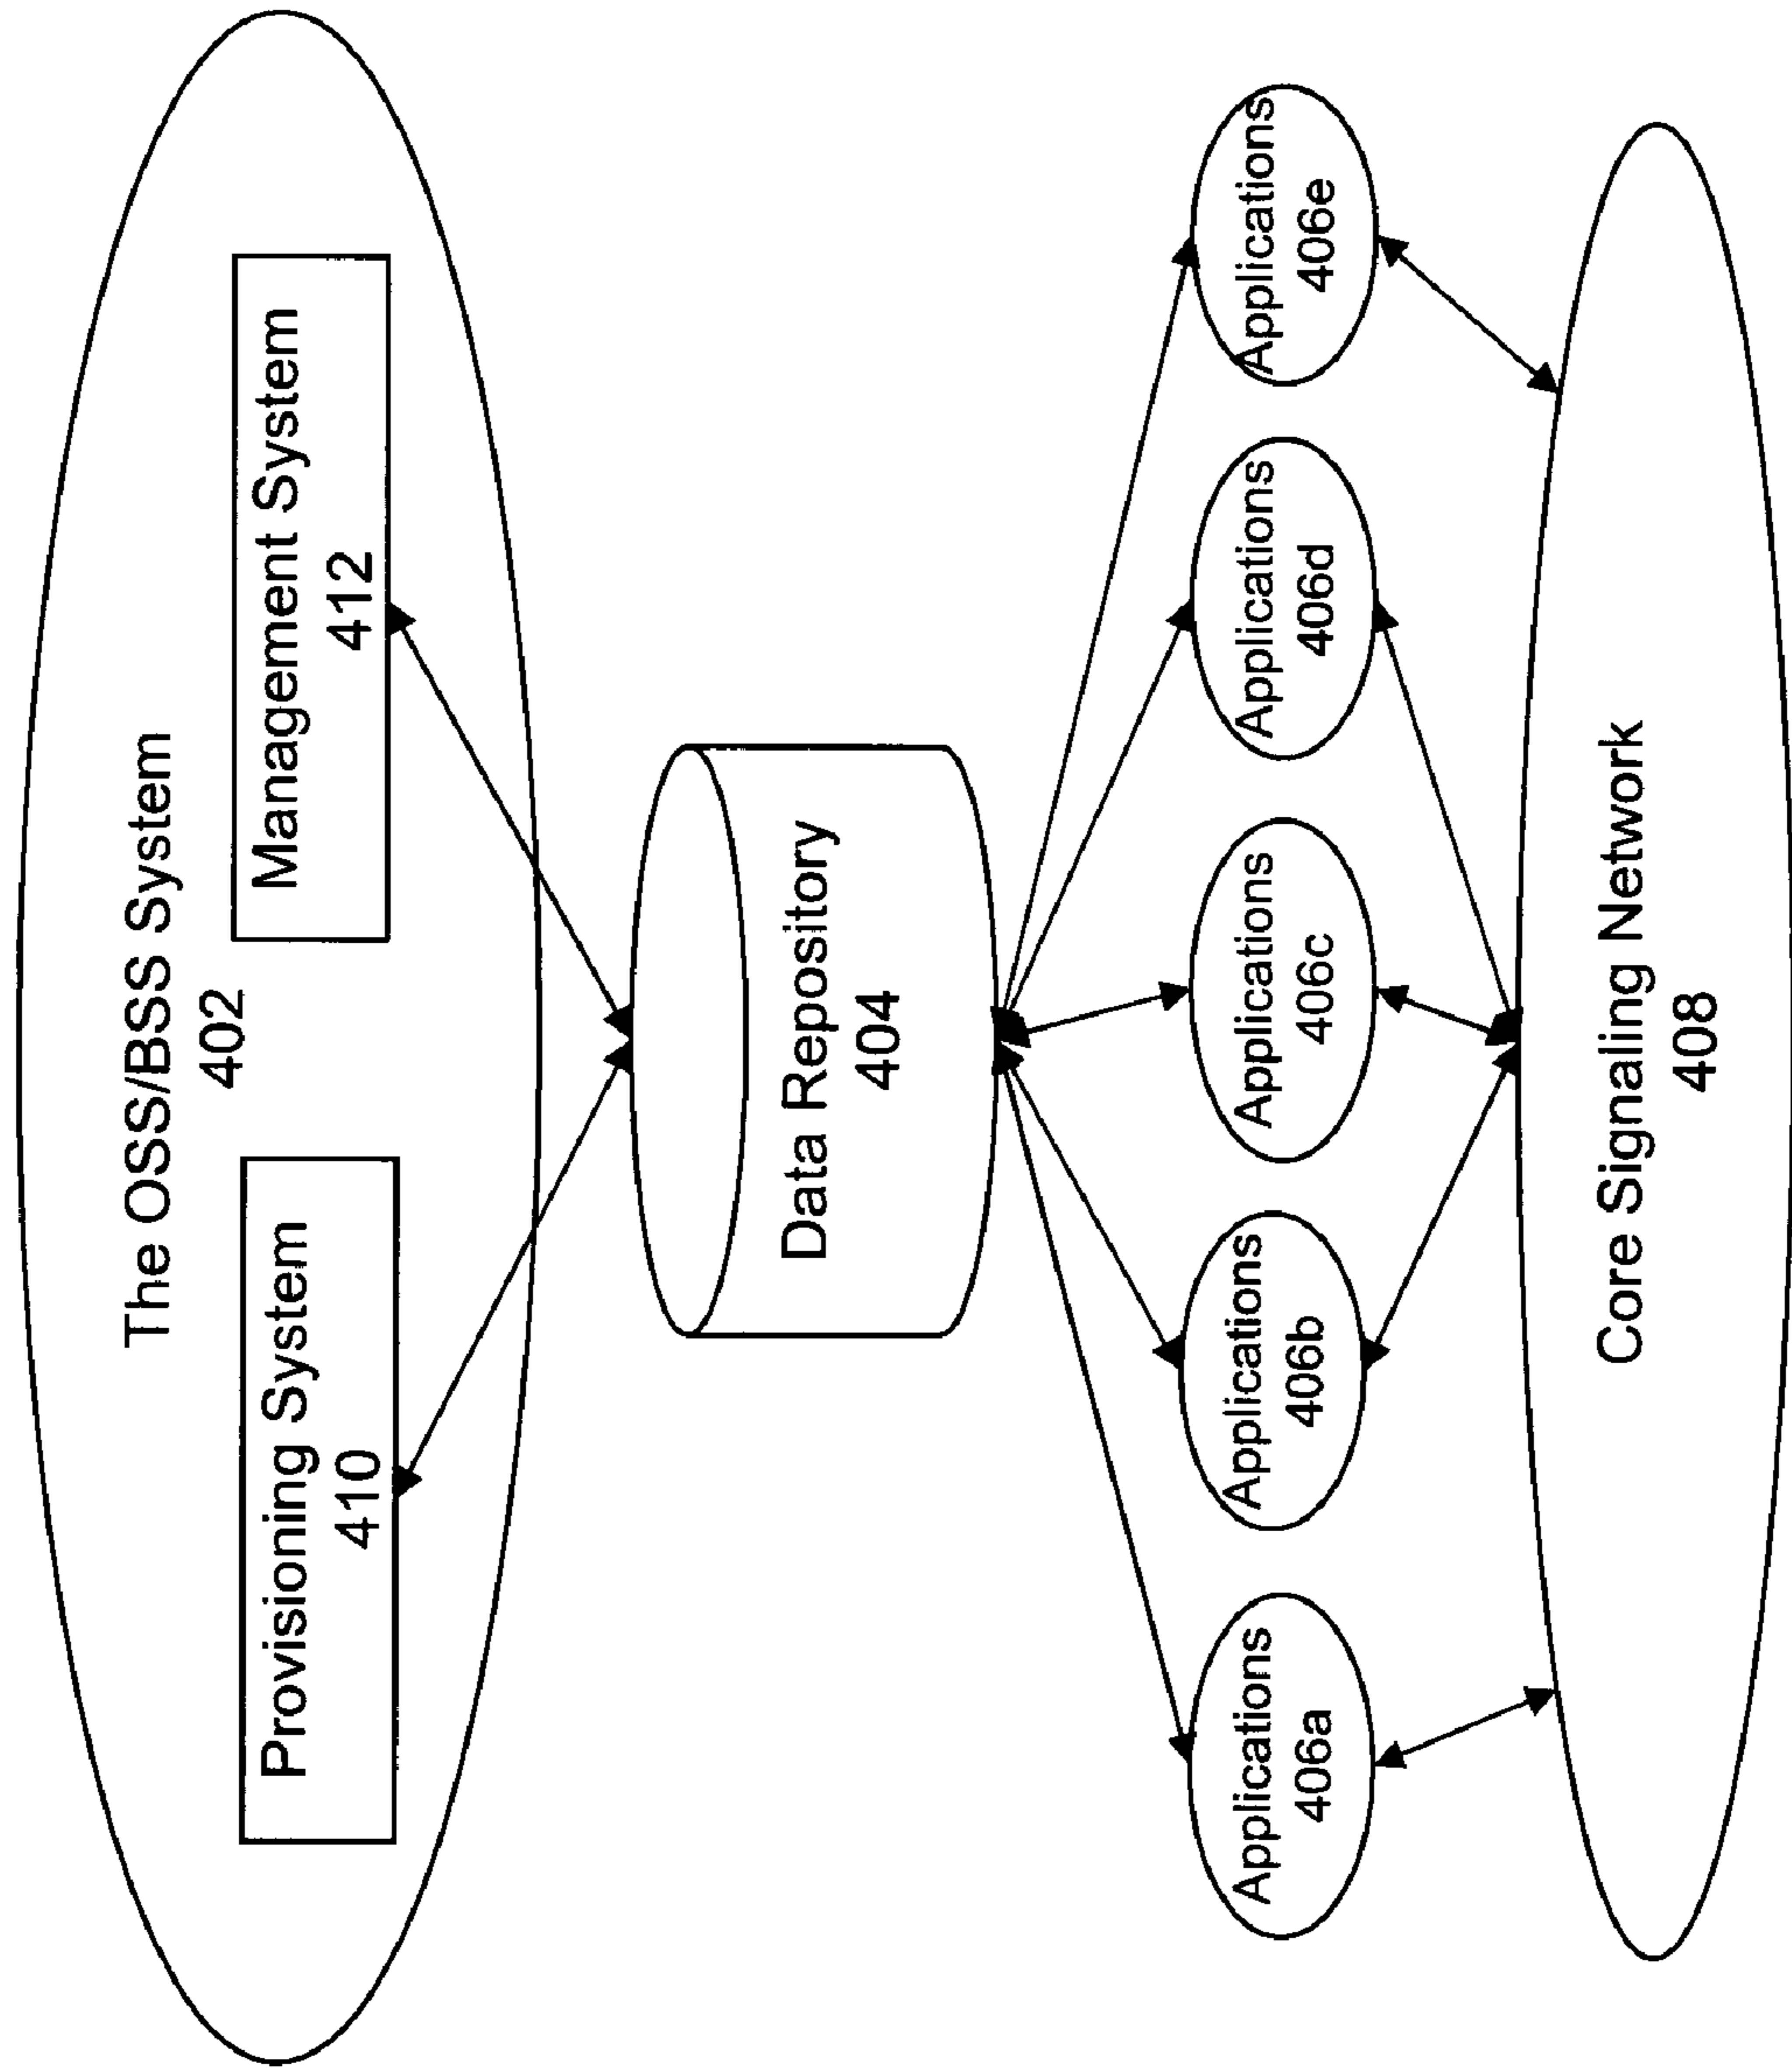 The OSS/BSS System
402
Provisioning System
410
Management System
412
Data Repository
404
Applications
406a
Applications
406b
Applications
406c
Applications
406d
Applications
406e
Core Signaling Network
408